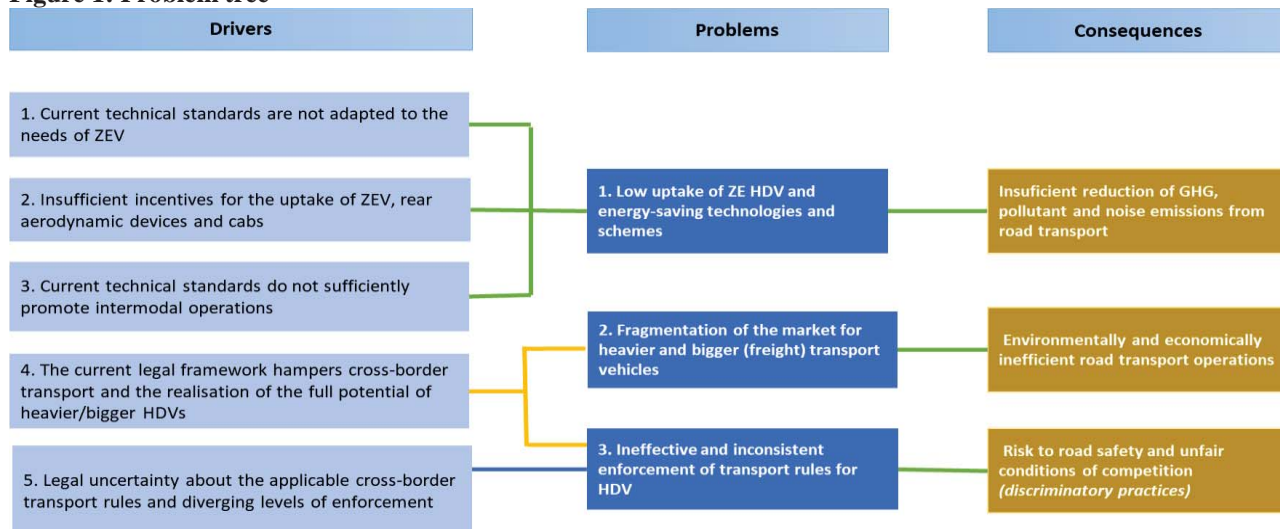 Figure 1: Problem tree
Drivers
1. Current technical standards are not adapted to the
needs of ZEV
2. Insufficient incentives for the uptake of ZEV, rear
aerodynamic devices and cabs
3. Current technical standards do not sufficiently
promote intermodal operations
4. The current legal framework hampers cross-border
transport and the realisation of the full potential of
heavier/bigger HDVs
5. Legal uncertainty about the applicable cross-border
transport rules and diverging levels of enforcement
Problems
1. Low uptake of ZE HDV and
energy-saving technologies and
schemes
2. Fragmentation of the market for
heavier and bigger (freight) transport
vehicles
3. Ineffective and inconsistent
enforcement of transport rules for
HDV
Consequences
Insuficient reduction of GHG,
pollutant and noise emissions from
road transport
Environmentally and economically
inefficient road transport operations
Risk to road safety and unfair
conditions of competition
(discriminatory practices)